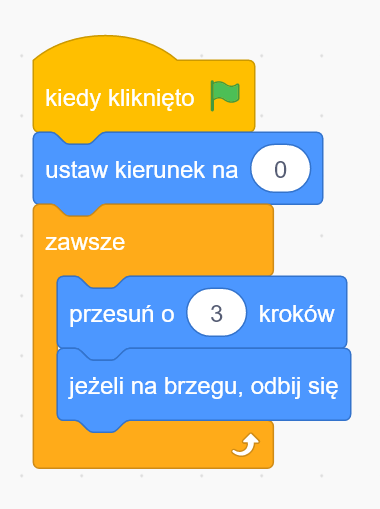 kiedy kliknięto
ustaw kierunek na 0
zawsze
przesuń o 3 kroków
jeżeli na brzegu, odbij się